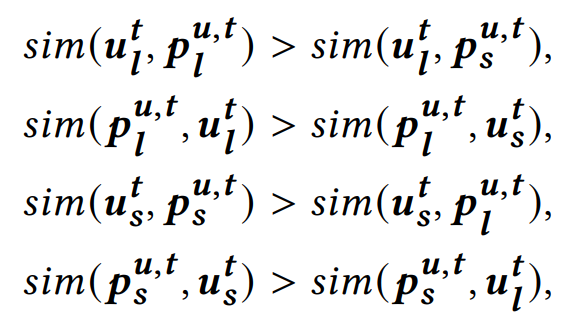 sim(𝒖_l^t, 𝒑_l^{u,t}) > sim(𝒖_l^t, 𝒑_s^{u,t}),
sim(𝒑_l^{u,t}, 𝒖_l^t) > sim(𝒑_l^{u,t}, 𝒖_s^t),
sim(𝒖_s^t, 𝒑_s^{u,t}) > sim(𝒖_s^t, 𝒑_l^{u,t}),
sim(𝒑_s^{u,t}, 𝒖_s^t) > sim(𝒑_s^{u,t}, 𝒖_l^t),